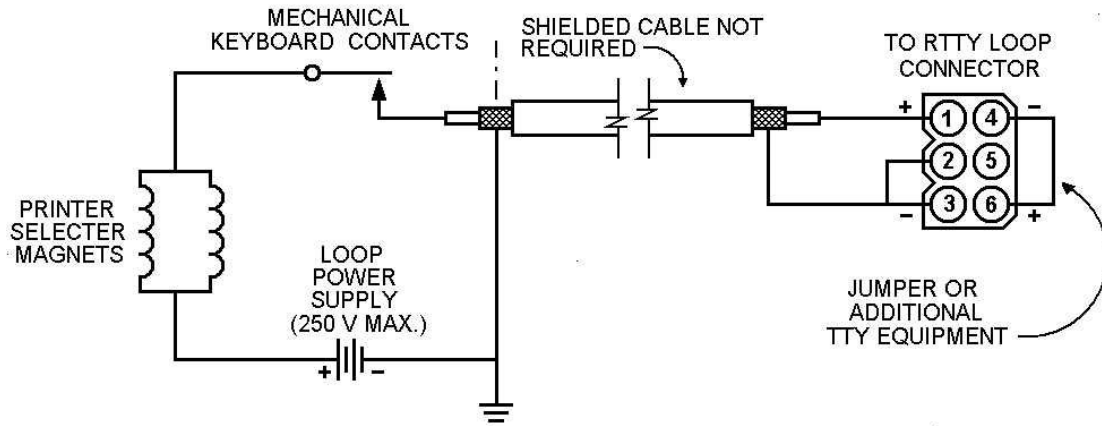 MECHANICAL
KEYBOARD CONTACTS
SHIELDED CABLE NOT
REQUIRED
TO RTTY LOOP
CONNECTOR
+ 1 4 -
2 5
- 3 6 +
PRINTER
SELECTER
MAGNETS
LOOP
POWER
SUPPLY
(250 V MAX.)
+ -
JUMPER OR
ADDITIONAL
TTY EQUIPMENT